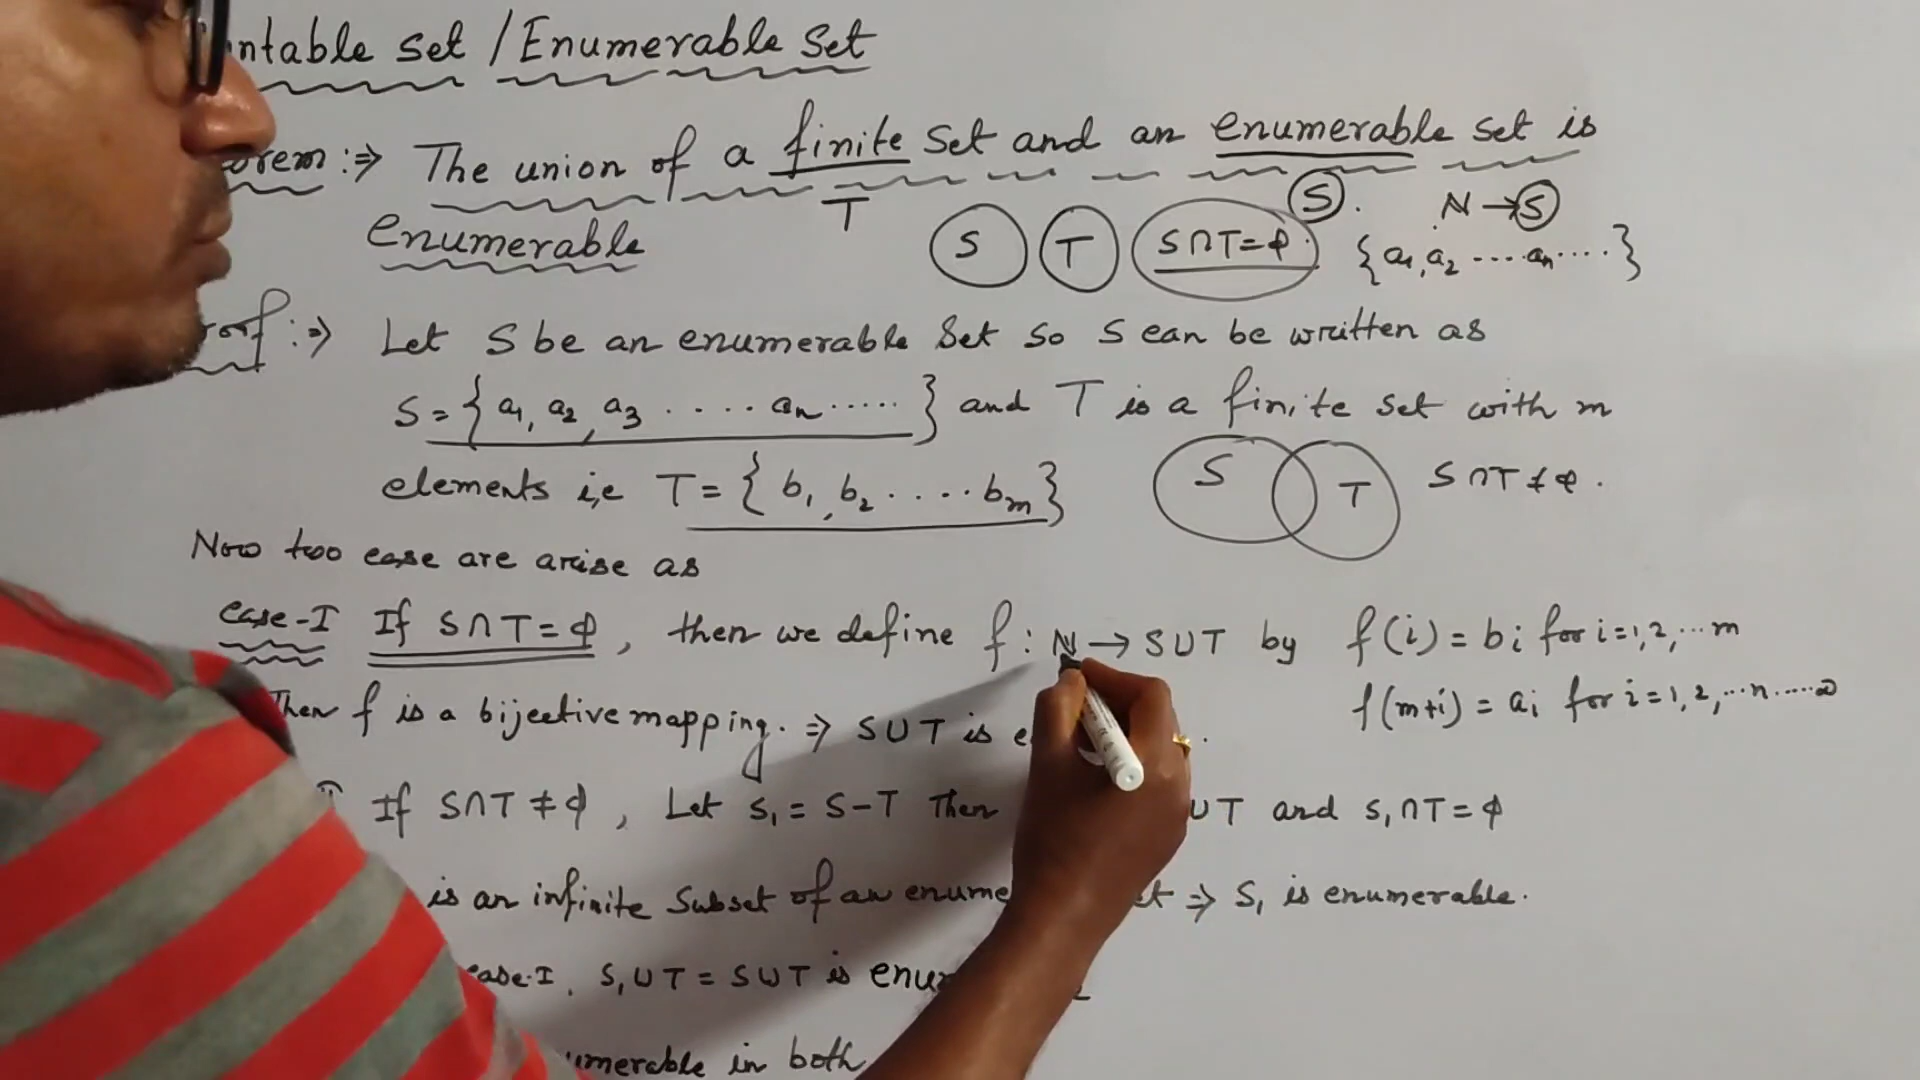 ntable set / Enumerable Set
orem :⇒ The union of a finite set and an enumerable set is
T
S . N → S
enumerable
S T S∩T=ϕ. {a1, a2 ....an....}
oof :⇒ Let S be an enumerable set so S can be written as
S = { a1, a2, a3 ..... an ..... } and T is a finite set with m
elements i,e T = { b1, b2 ..... bm }
S T S∩T≠ϕ.
Now two case are arise as
case-I If S∩T=ϕ, then we define f : N → SUT by f(i) = bi for i=1,2,...m
f(m+i) = ai for i=1,2,...n.....∞
Then f is a bijective mapping. ⇒ SUT is e .
If S∩T≠ϕ, Let S1 = S-T Then UT and S1∩T=ϕ
is an infinite subset of an enume et ⇒ S1 is enumerable.
case-I. S1UT = SUT is enu
umerable in both